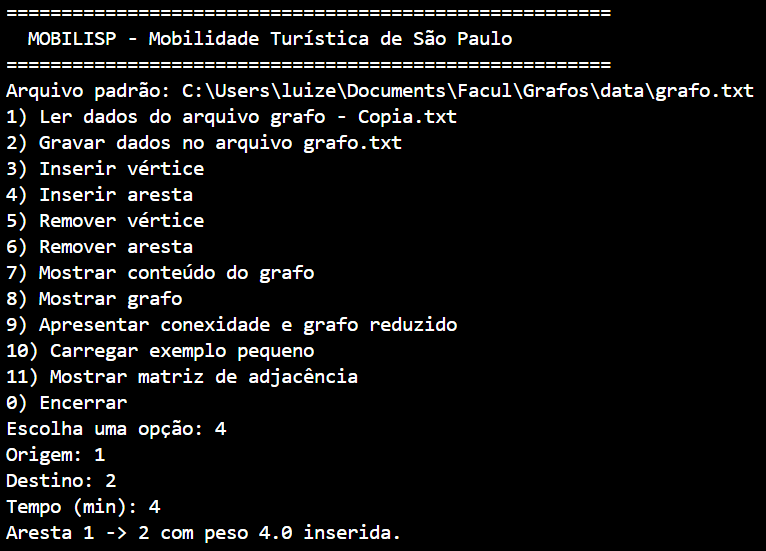 =======================================================
MOBILISP - Mobilidade Turística de São Paulo
=======================================================
Arquivo padrão: C:\Users\luize\Documents\Facul\Grafos\data\grafo.txt
1) Ler dados do arquivo grafo - Copia.txt
2) Gravar dados no arquivo grafo.txt
3) Inserir vértice
4) Inserir aresta
5) Remover vértice
6) Remover aresta
7) Mostrar conteúdo do grafo
8) Mostrar grafo
9) Apresentar conexidade e grafo reduzido
10) Carregar exemplo pequeno
11) Mostrar matriz de adjacência
0) Encerrar
Escolha uma opção: 4
Origem: 1
Destino: 2
Tempo (min): 4
Aresta 1 -> 2 com peso 4.0 inserida.